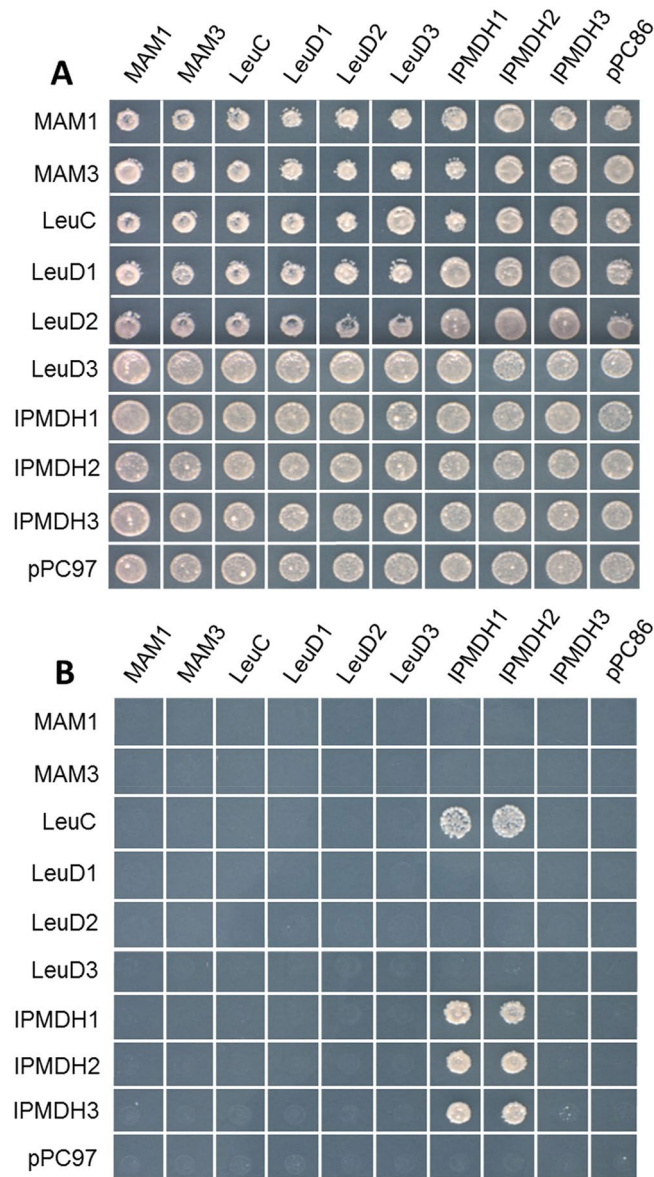 A
MAM1 MAM3 LeuC LeuD1 LeuD2 LeuD3 IPMDH1 IPMDH2 IPMDH3 pPC86
MAM1
MAM3
LeuC
LeuD1
LeuD2
LeuD3
IPMDH1
IPMDH2
IPMDH3
pPC97
B
MAM1 MAM3 LeuC LeuD1 LeuD2 LeuD3 IPMDH1 IPMDH2 IPMDH3 pPC86
MAM1
MAM3
LeuC
LeuD1
LeuD2
LeuD3
IPMDH1
IPMDH2
IPMDH3
pPC97